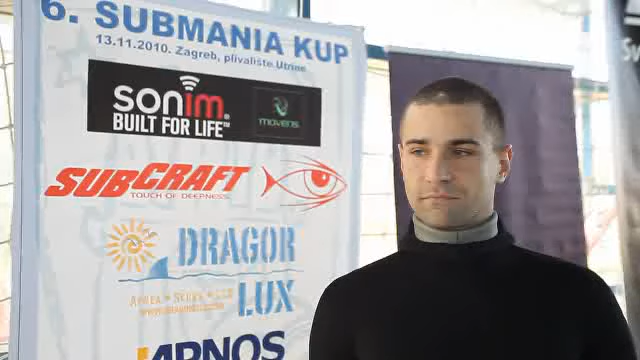 6. SUBMANIA KUP
13.11.2010. Zagreb, plivalište Utrine
sonim
BUILT FOR LIFE™
movens
SUBCRAFT
TOUCH OF DEEPNESS
DRAGOR
LUX